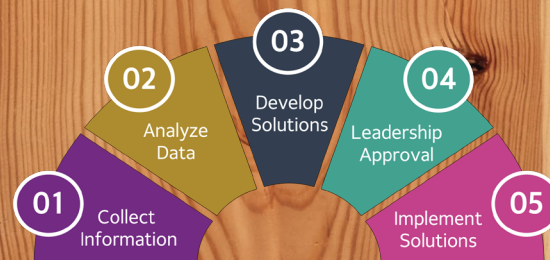 01
Collect
Information
02
Analyze
Data
03
Develop
Solutions
04
Leadership
Approval
05
Implement
Solutions